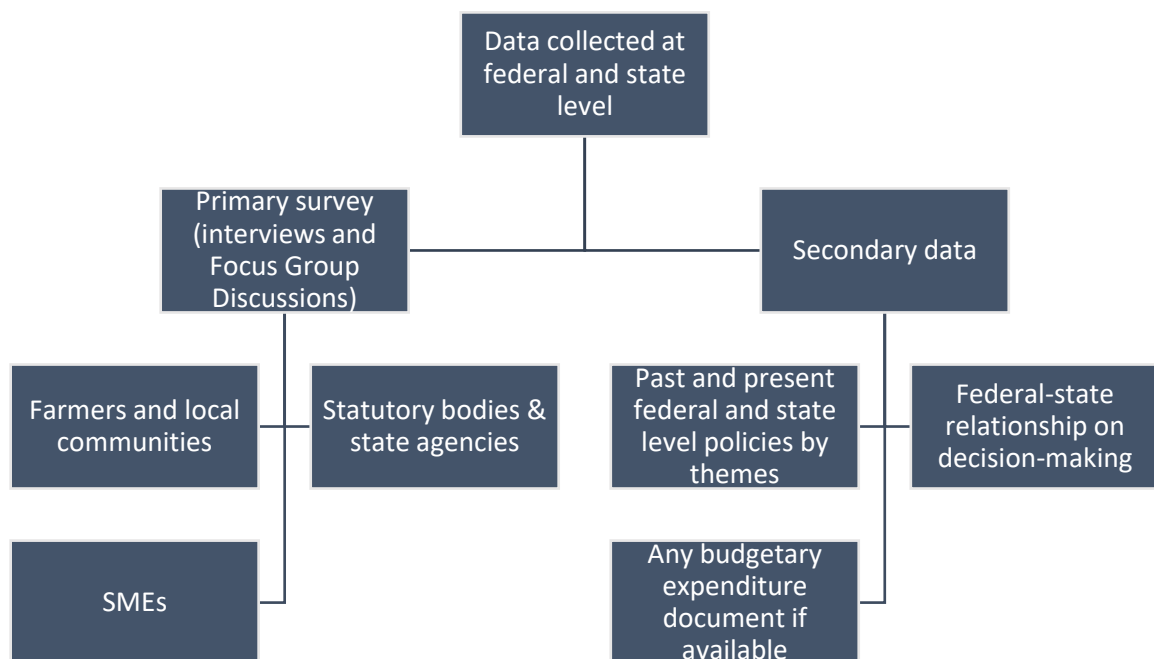 Data collected at
federal and state
level
Primary survey
(interviews and
Focus Group
Discussions)
Secondary data
Farmers and local
communities
Statutory bodies &
state agencies
Past and present
federal and state
level policies by
themes
Federal-state
relationship on
decision-making
SMEs
Any budgetary
expenditure
document if
available